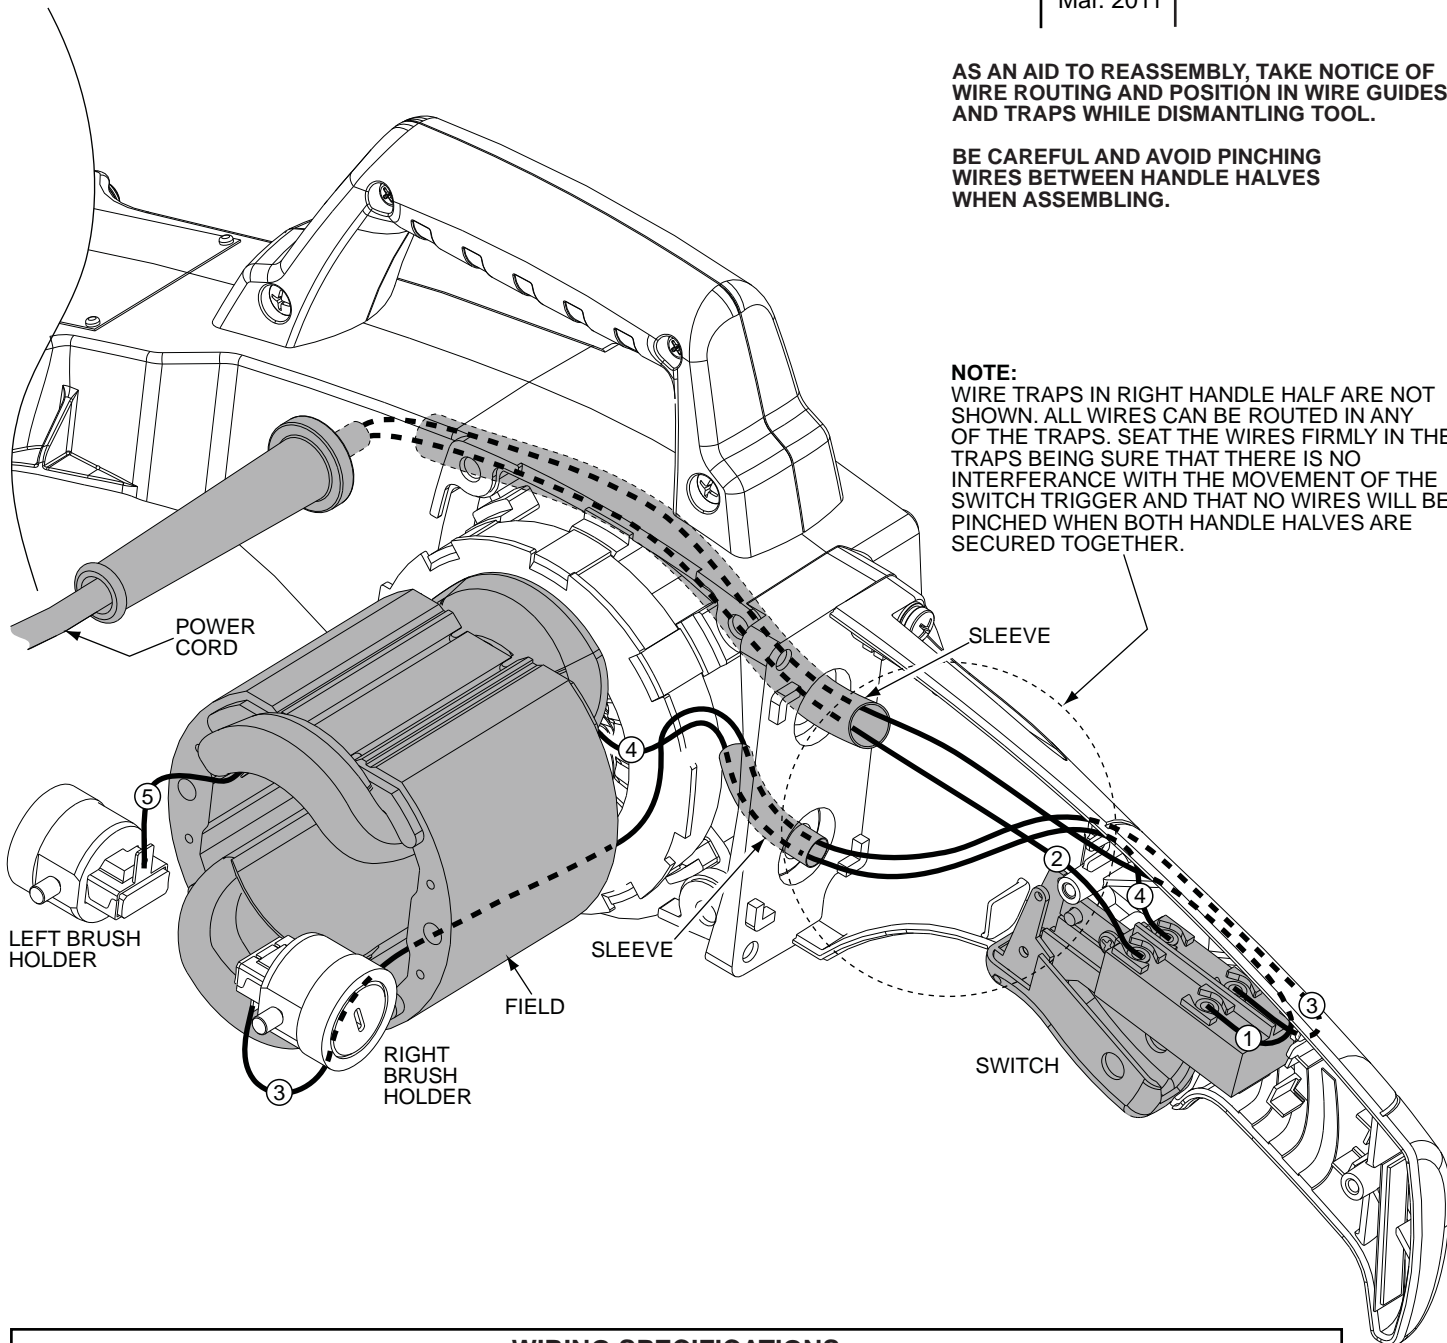 Mar. 2011
AS AN AID TO REASSEMBLY, TAKE NOTICE OF
WIRE ROUTING AND POSITION IN WIRE GUIDES
AND TRAPS WHILE DISMANTLING TOOL.
BE CAREFUL AND AVOID PINCHING
WIRES BETWEEN HANDLE HALVES
WHEN ASSEMBLING.
NOTE:
WIRE TRAPS IN RIGHT HANDLE HALF ARE NOT
SHOWN. ALL WIRES CAN BE ROUTED IN ANY
OF THE TRAPS. SEAT THE WIRES FIRMLY IN THE
TRAPS BEING SURE THAT THERE IS NO
INTERFERANCE WITH THE MOVEMENT OF THE
SWITCH TRIGGER AND THAT NO WIRES WILL BE
PINCHED WHEN BOTH HANDLE HALVES ARE
SECURED TOGETHER.
POWER
CORD
SLEEVE
4
5
2
4
LEFT BRUSH
HOLDER
SLEEVE
FIELD
3
1
SWITCH
RIGHT
BRUSH
HOLDER
3
WIRING SPECIFICATIONS